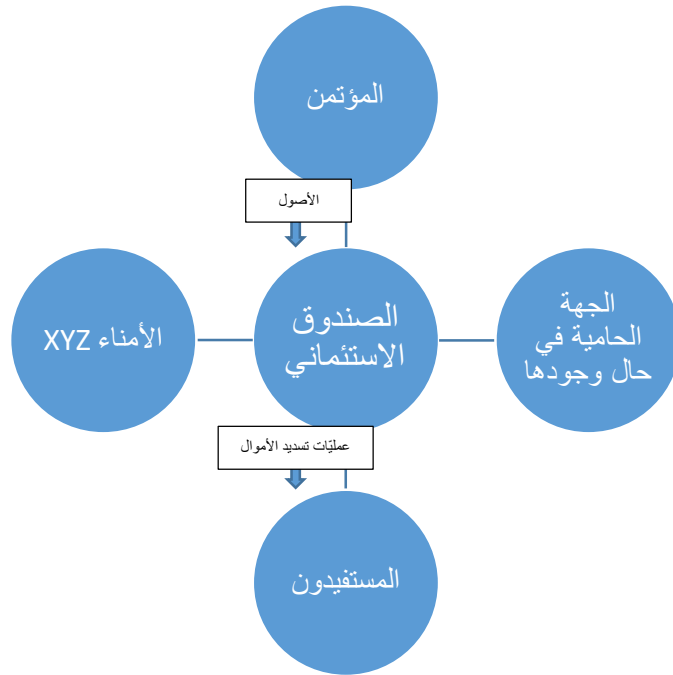 المؤتمن
الأصول
الجهة
الحامية في
حال وجودها
الصندوق
الاستئماني
الأمناء XYZ
عمليّات تسديد الأموال
المستفيدون